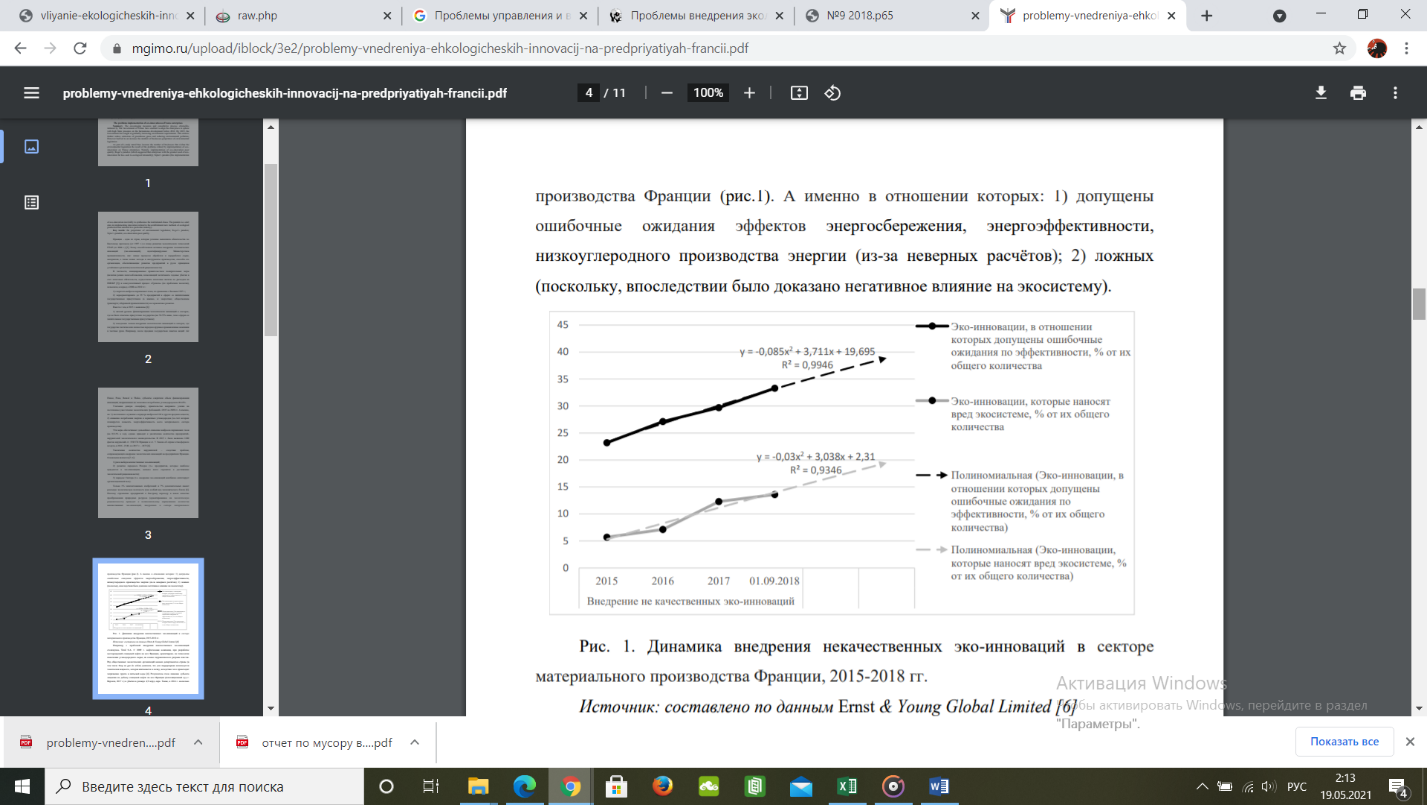 vliyanie-ekologicheskih-inno
raw.php
Проблемы управления и в
Проблемы внедрения эко
№9 2018.p65
problemy-vnedreniya-ehkol
mgimo.ru/upload/iblock/3e2/problemy-vnedreniya-ehkologicheskih-innovacij-na-predpriyatiyah-francii.pdf
problemy-vnedreniya-ehkologicheskih-innovacij-na-predpriyatiyah-francii.pdf
4 / 11
100%
1
2
3
4
производства Франции (рис.1). А именно в отношении которых: 1) допущены
ошибочные ожидания эффектов энергосбережения, энергоэффективности,
низкоуглеродного производства энергии (из-за неверных расчётов); 2) ложных
(поскольку, впоследствии было доказано негативное влияние на экосистему).
45
40
35
30
25
20
15
10
5
0
y = -0,085x² + 3,711x + 19,695
R² = 0,9946
y = -0,03x² + 3,038x + 2,31
R² = 0,9346
2015 2016 2017 01.09.2018
Внедрение не качественных эко-инноваций
Эко-инновации, в отношении
которых допущены ошибочные
ожидания по эффективности, % от их
общего количества
Эко-инновации, которые наносят
вред экосистеме, % от их общего
количества
Полиномиальная (Эко-инновации, в
отношении которых допущены
ошибочные ожидания по
эффективности, % от их общего
количества)
Полиномиальная (Эко-инновации,
которые наносят вред экосистеме, %
от их общего количества)
Рис. 1. Динамика внедрения некачественных эко-инноваций в секторе
материального производства Франции, 2015-2018 гг.
Источник: составлено по данным Ernst & Young Global Limited [6]
Активация Windows
Чтобы активировать Windows, перейдите в раздел
"Параметры".
problemy-vnedren....pdf
отчет по мусору в....pdf
Показать все
Введите здесь текст для поиска
РУС
2:13
19.05.2021
4